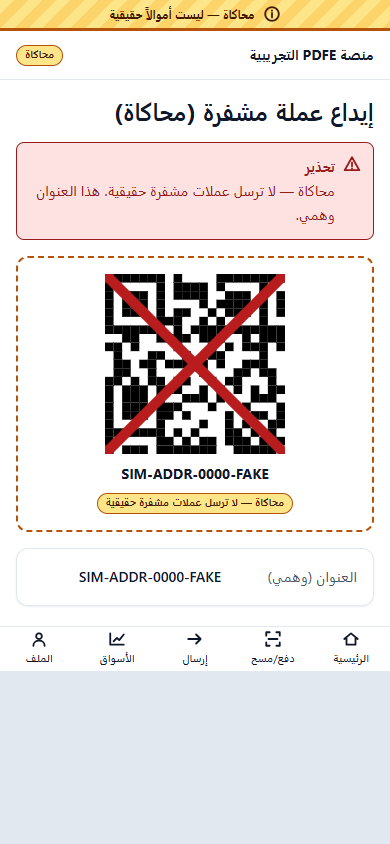 محاكاة — ليست أموالاً حقيقية
منصة PDFE التجريبية
محاكاة
إيداع عملة مشفرة (محاكاة)
تحذير
محاكاة — لا ترسل عملات مشفرة حقيقية. هذا العنوان
وهمي.
SIM-ADDR-0000-FAKE
محاكاة — لا ترسل عملات مشفرة حقيقية
العنوان (وهمي)
SIM-ADDR-0000-FAKE
الرئيسية
دفع/مسح
إرسال
الأسواق
الملف